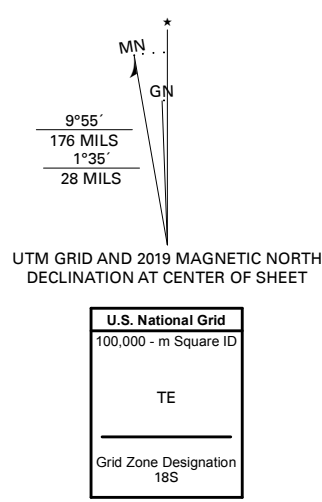 ★
MN
GN
9°55´
176 MILS
1°35´
28 MILS
UTM GRID AND 2019 MAGNETIC NORTH
DECLINATION AT CENTER OF SHEET
U.S. National Grid
100,000 - m Square ID
TE
Grid Zone Designation
18S